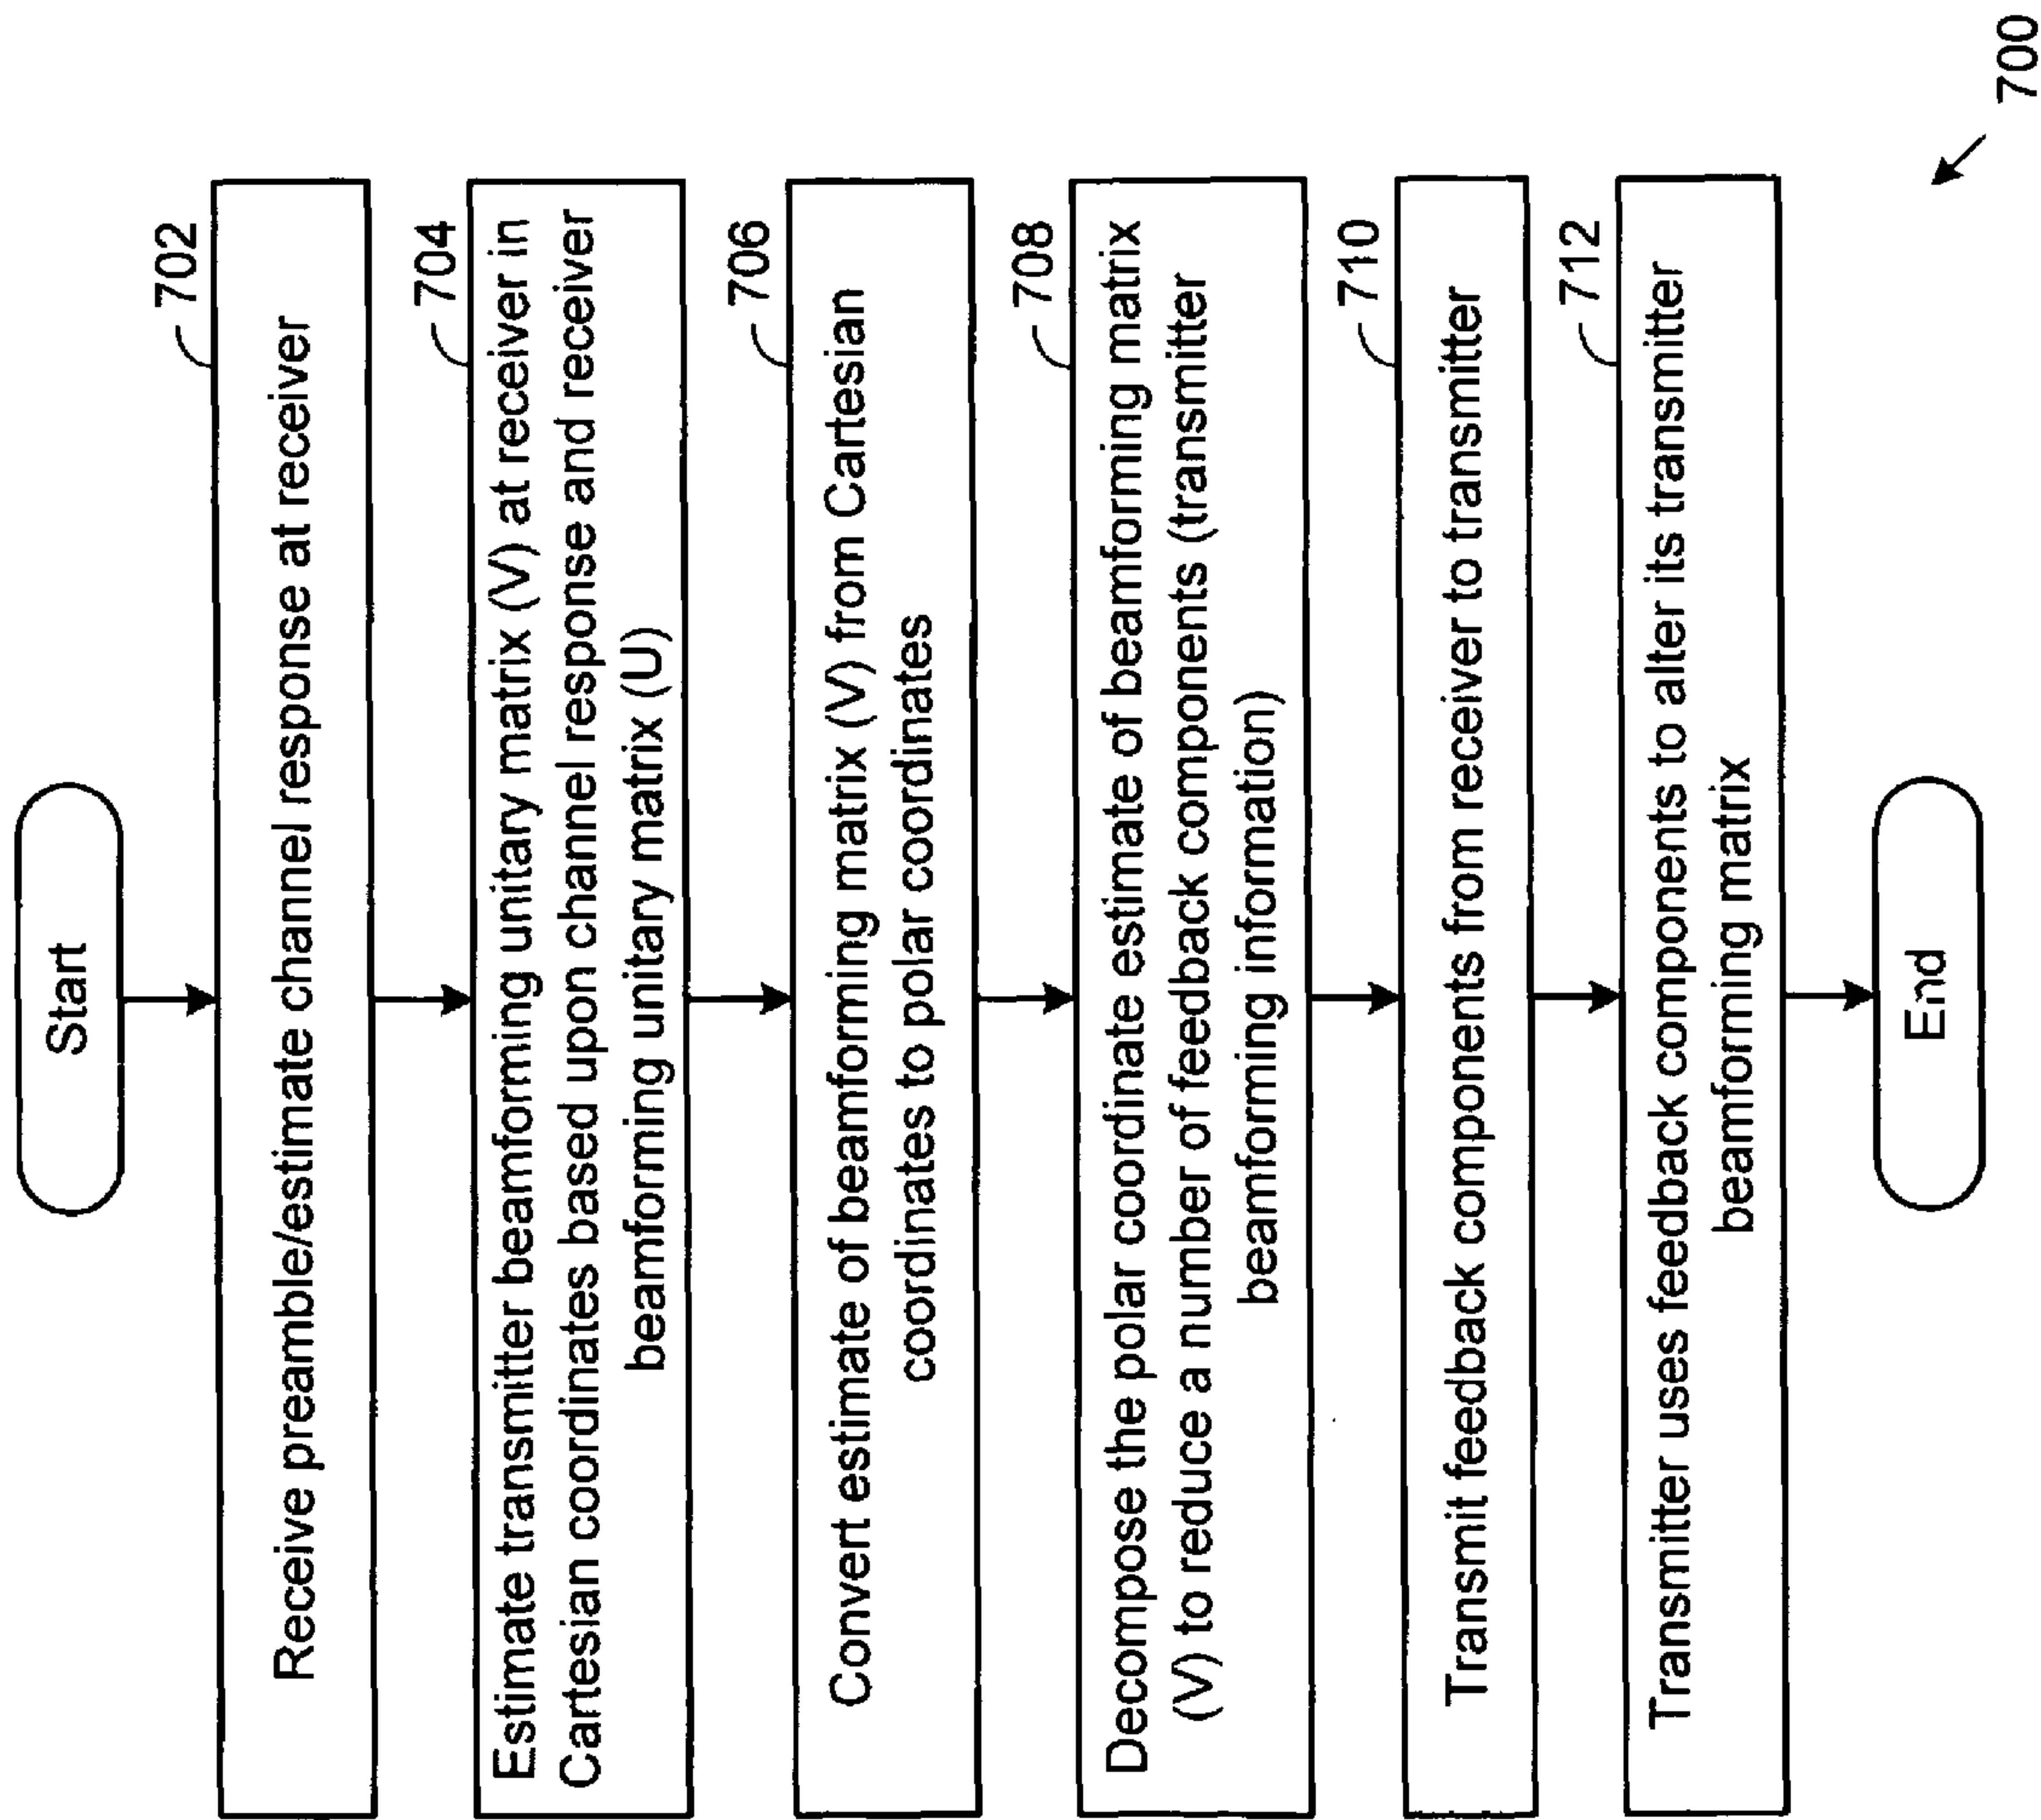 Start
702
Receive preamble/estimate channel response at receiver
704
Estimate transmitter beamforming unitary matrix (V) at receiver in
Cartesian coordinates based upon channel response and receiver
beamforming unitary matrix (U)
706
Convert estimate of beamforming matrix (V) from Cartesian
coordinates to polar coordinates
708
Decompose the polar coordinate estimate of beamforming matrix
(V) to reduce a number of feedback components (transmitter
beamforming information)
710
Transmit feedback components from receiver to transmitter
712
Transmitter uses feedback components to alter its transmitter
beamforming matrix
End
700